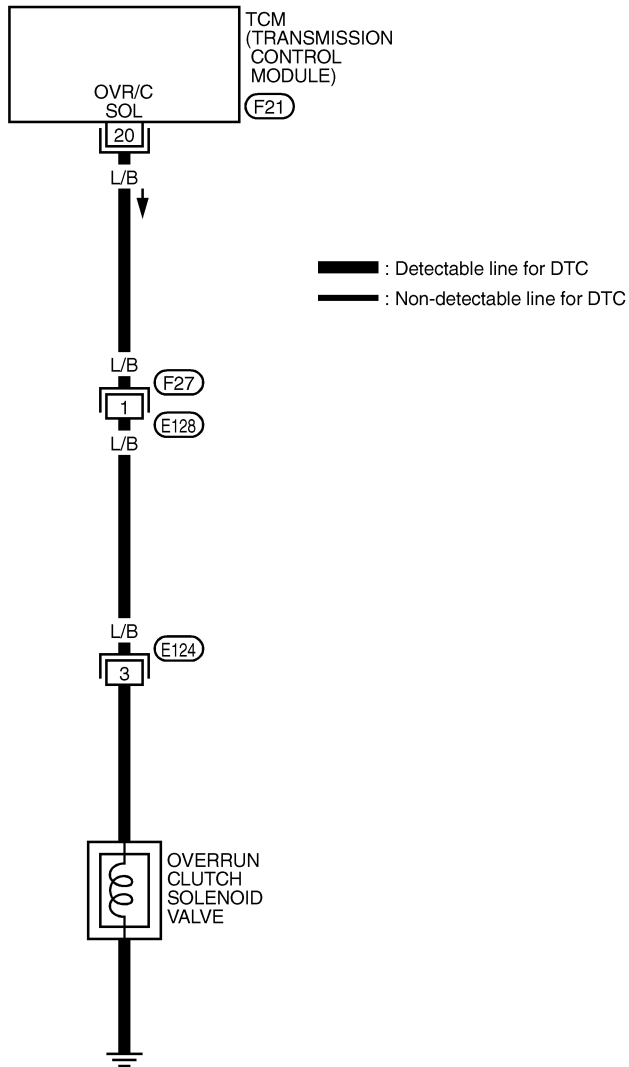 TCM
(TRANSMISSION
CONTROL
MODULE)
OVR/C
SOL
F21
20
L/B
: Detectable line for DTC
: Non-detectable line for DTC
L/B
F27
1
E128
L/B
L/B
E124
3
OVERRUN
CLUTCH
SOLENOID
VALVE